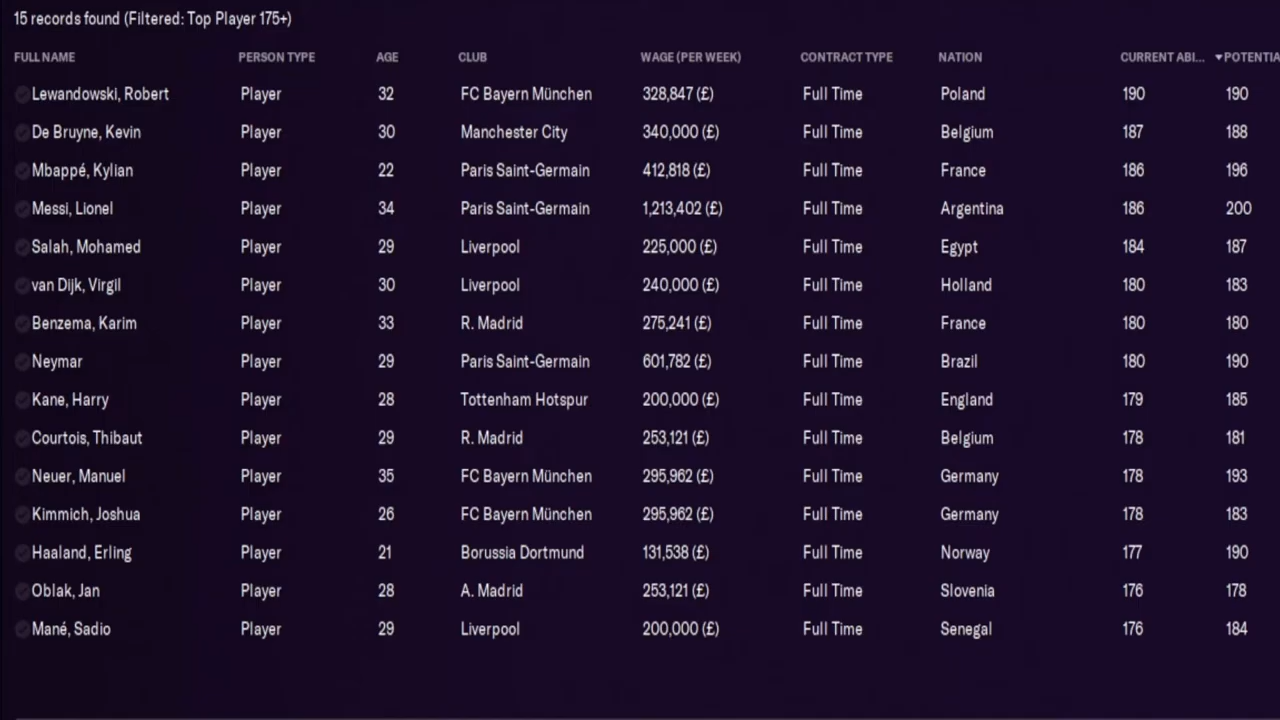 15 records found (Filtered: Top Player 175+)
FULL NAME PERSON TYPE AGE CLUB WAGE (PER WEEK) CONTRACT TYPE NATION CURRENT ABI... ▼POTENTIA
Lewandowski, Robert Player 32 FC Bayern München 328,847 (£) Full Time Poland 190 190
De Bruyne, Kevin Player 30 Manchester City 340,000 (£) Full Time Belgium 187 188
Mbappé, Kylian Player 22 Paris Saint-Germain 412,818 (£) Full Time France 186 196
Messi, Lionel Player 34 Paris Saint-Germain 1,213,402 (£) Full Time Argentina 186 200
Salah, Mohamed Player 29 Liverpool 225,000 (£) Full Time Egypt 184 187
van Dijk, Virgil Player 30 Liverpool 240,000 (£) Full Time Holland 180 183
Benzema, Karim Player 33 R. Madrid 275,241 (£) Full Time France 180 180
Neymar Player 29 Paris Saint-Germain 601,782 (£) Full Time Brazil 180 190
Kane, Harry Player 28 Tottenham Hotspur 200,000 (£) Full Time England 179 185
Courtois, Thibaut Player 29 R. Madrid 253,121 (£) Full Time Belgium 178 181
Neuer, Manuel Player 35 FC Bayern München 295,962 (£) Full Time Germany 178 193
Kimmich, Joshua Player 26 FC Bayern München 295,962 (£) Full Time Germany 178 183
Haaland, Erling Player 21 Borussia Dortmund 131,538 (£) Full Time Norway 177 190
Oblak, Jan Player 28 A. Madrid 253,121 (£) Full Time Slovenia 176 178
Mané, Sadio Player 29 Liverpool 200,000 (£) Full Time Senegal 176 184